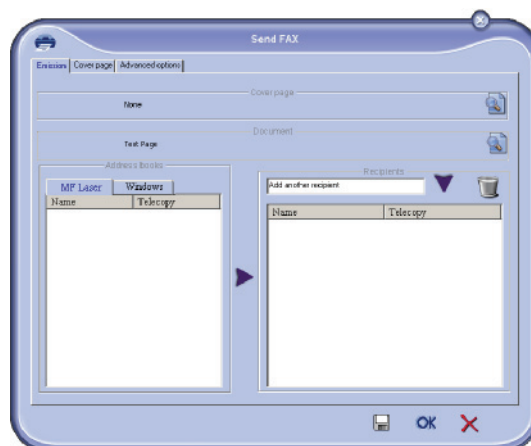 Send FAX
Emission Cover page Advanced options
Cover page
None
Document
Test Page
Address books
MF Laser Windows
Name Telecopy
Recipients
Add another recipient
Name Telecopy
OK